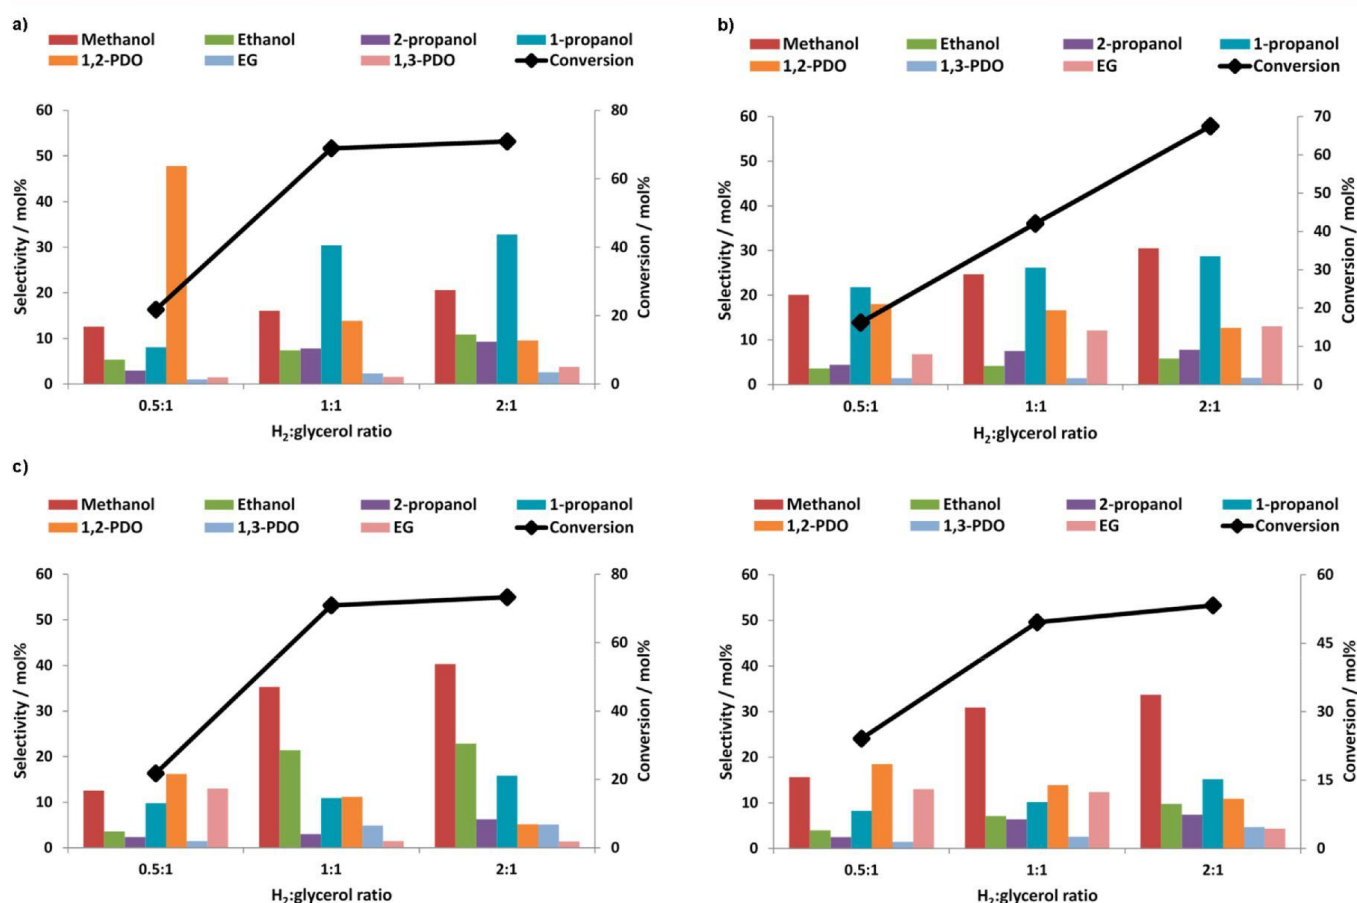 a)
Methanol Ethanol 2-propanol 1-propanol
1,2-PDO EG 1,3-PDO Conversion
60 80
50
60
40
30 40
20
20
10
0 0
Selectivity / mol%
Conversion / mol%
0.5:1 1:1 2:1
H₂:glycerol ratio
b)
Methanol Ethanol 2-propanol 1-propanol
1,2-PDO 1,3-PDO EG Conversion
60 70
60
50
50
40
40
30
30
20
20
10
10
0 0
Selectivity / mol%
Conversion / mol%
0.5:1 1:1 2:1
H₂:glycerol ratio
c)
Methanol Ethanol 2-propanol 1-propanol
1,2-PDO 1,3-PDO EG Conversion
60 80
50
60
40
30 40
20
20
10
0 0
Selectivity / mol%
Conversion / mol%
0.5:1 1:1 2:1
H₂:glycerol ratio
Methanol Ethanol 2-propanol 1-propanol
1,2-PDO 1,3-PDO EG Conversion
60 60
50
45
40
30 30
20
15
10
0 0
Selectivity / mol%
Conversion / mol%
0.5:1 1:1 2:1
H₂:glycerol ratio